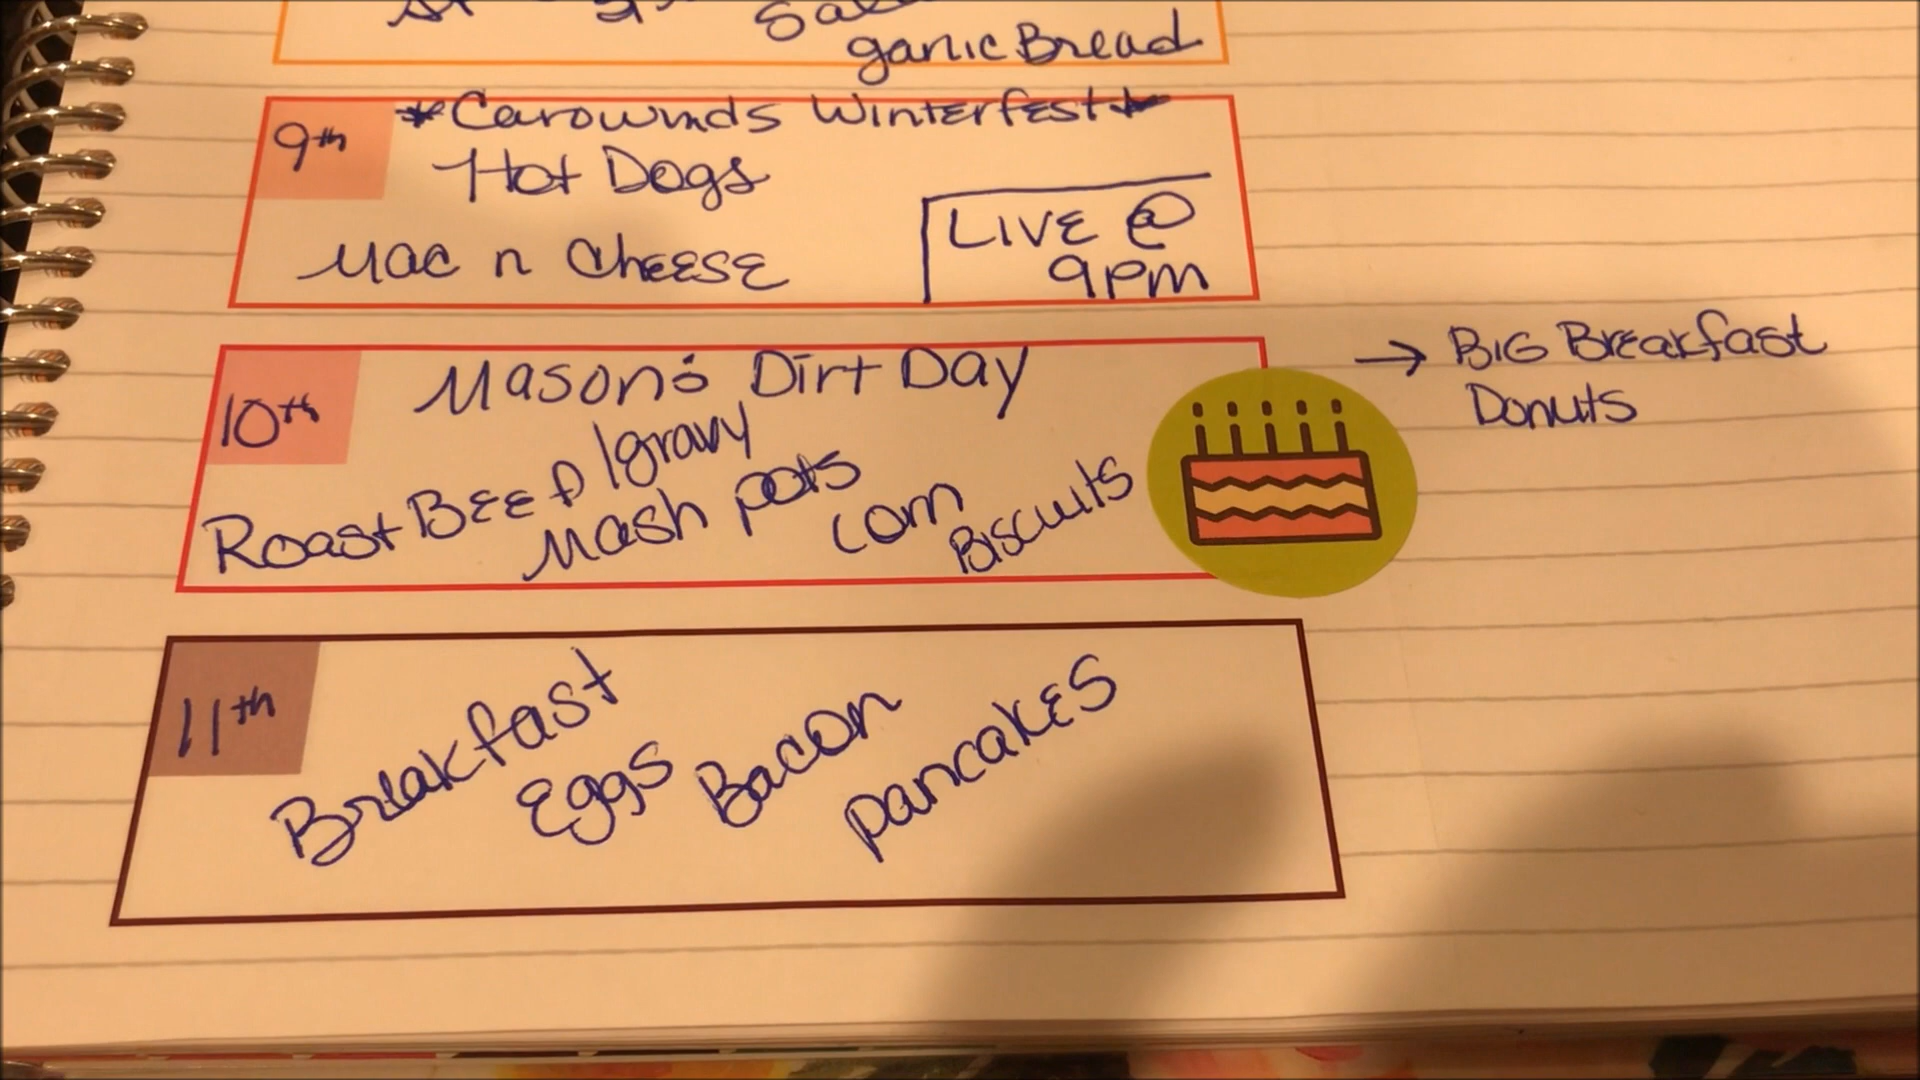 garlic Bread
9th
*Carowinds Winterfest*
Hot Dogs
Mac n Cheese
LIVE @
9pm
10th
Mason's Dirt Day
Roast Beef /gravy
Mash pots
corn
Biscuits
→ BIG Breakfast
Donuts
11th
Breakfast
Eggs
Bacon
pancakes